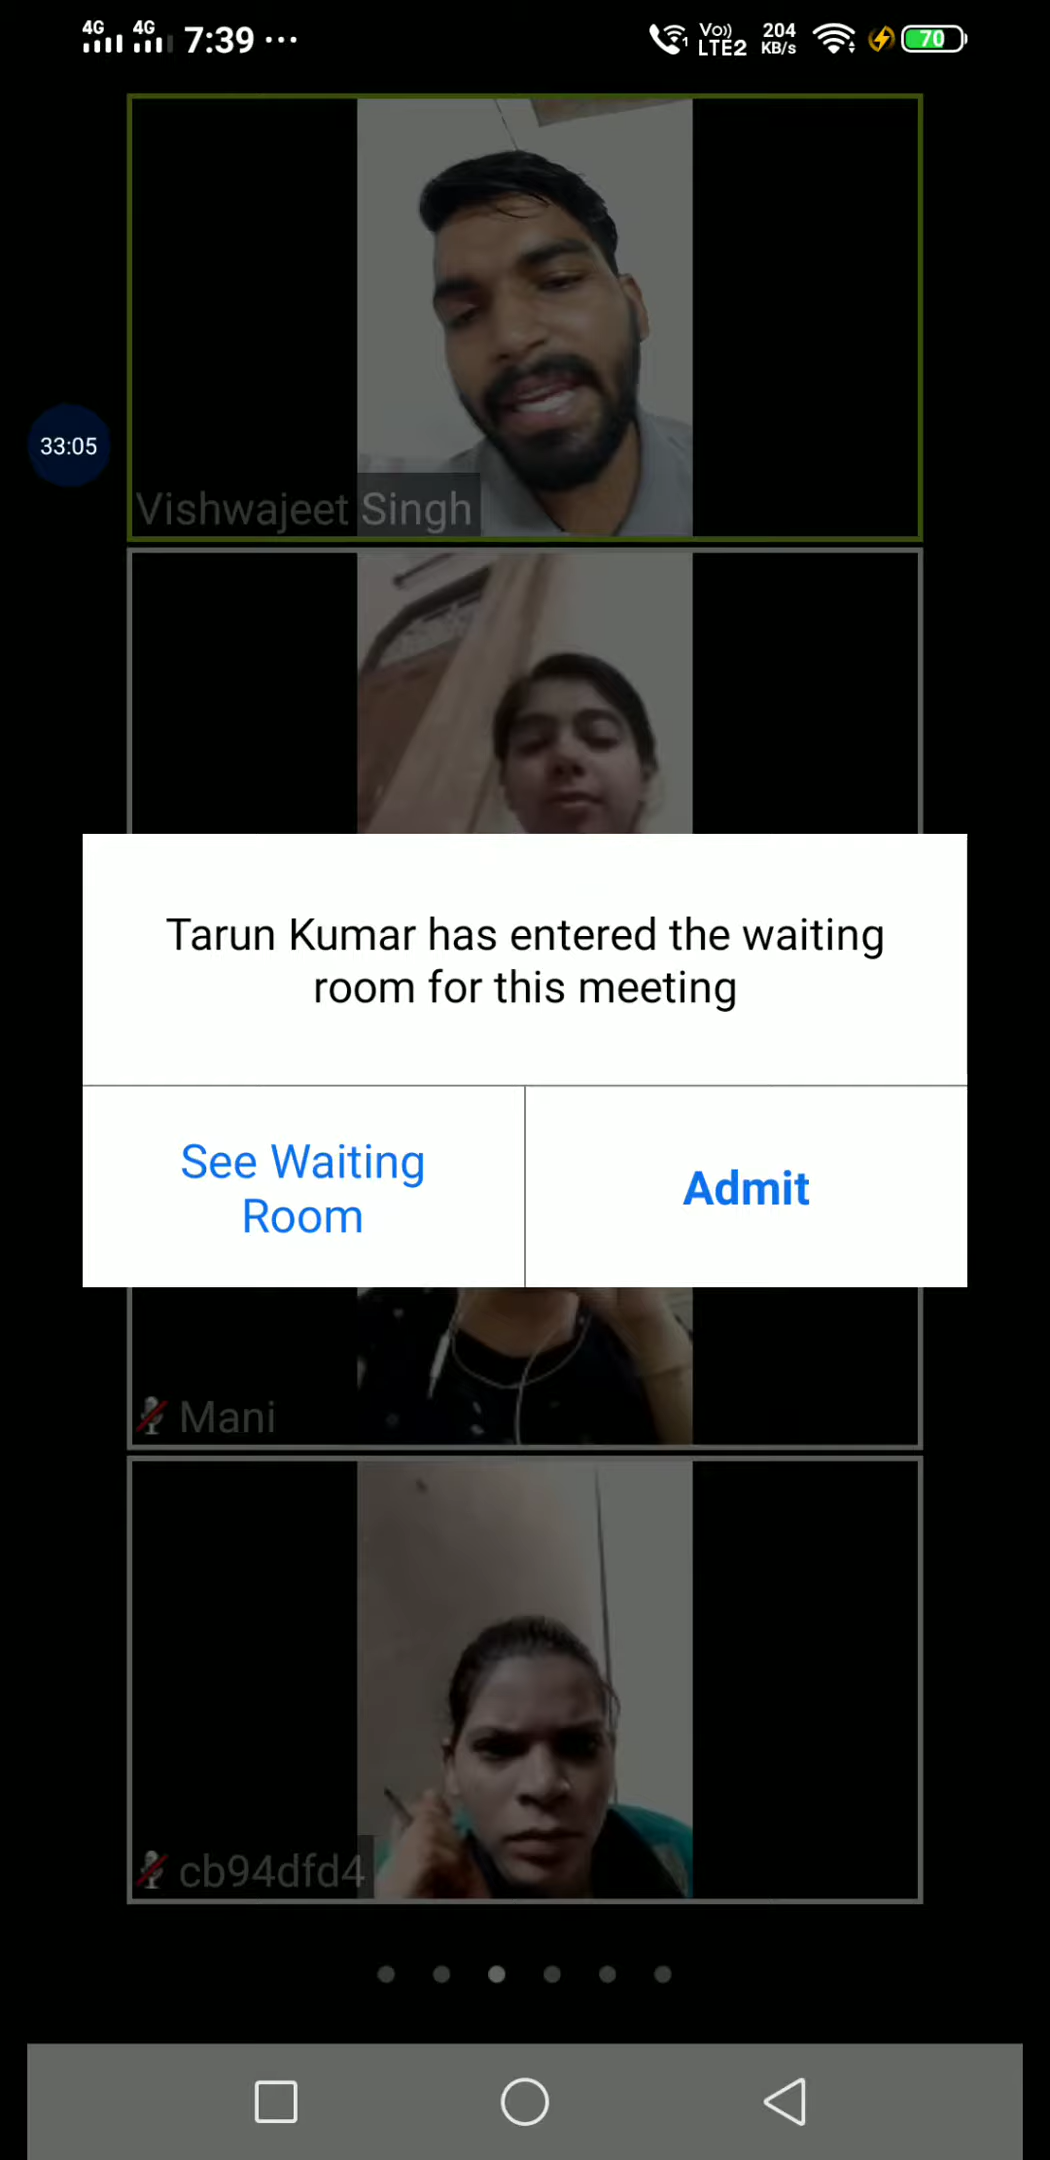 4G 4G 7:39 ... 1 Vo)) LTE2 204 KB/s 70
33:05
Vishwajeet Singh
Tarun Kumar has entered the waiting
room for this meeting
See Waiting
Room
Admit
Mani
cb94dfd4